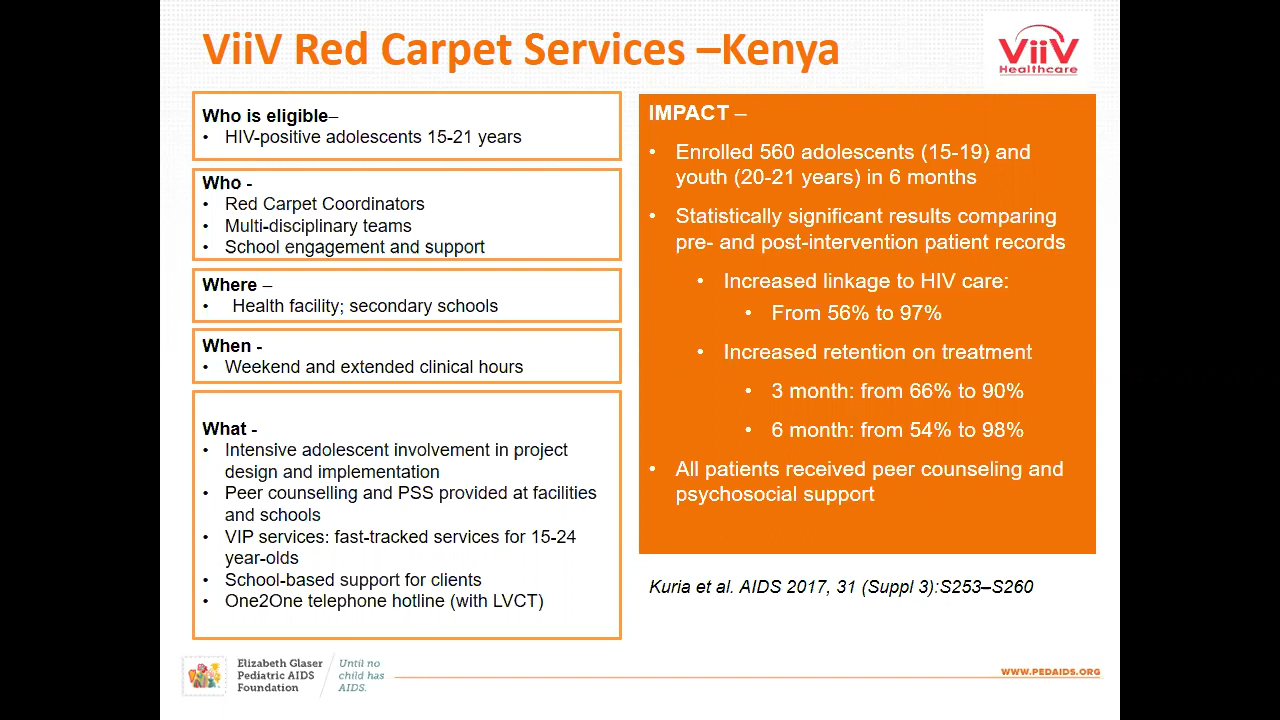 ViiV Red Carpet Services –Kenya
ViiV
Healthcare
Who is eligible–
• HIV-positive adolescents 15-21 years
Who -
• Red Carpet Coordinators
• Multi-disciplinary teams
• School engagement and support
Where –
• Health facility; secondary schools
When -
• Weekend and extended clinical hours
What -
• Intensive adolescent involvement in project
design and implementation
• Peer counselling and PSS provided at facilities
and schools
• VIP services: fast-tracked services for 15-24
year-olds
• School-based support for clients
• One2One telephone hotline (with LVCT)
IMPACT –
• Enrolled 560 adolescents (15-19) and
youth (20-21 years) in 6 months
• Statistically significant results comparing
pre- and post-intervention patient records
• Increased linkage to HIV care:
• From 56% to 97%
• Increased retention on treatment
• 3 month: from 66% to 90%
• 6 month: from 54% to 98%
• All patients received peer counseling and
psychosocial support
Kuria et al. AIDS 2017, 31 (Suppl 3):S253–S260
Elizabeth Glaser
Pediatric AIDS
Foundation
Until no
child has
AIDS.
WWW.PEDAIDS.ORG